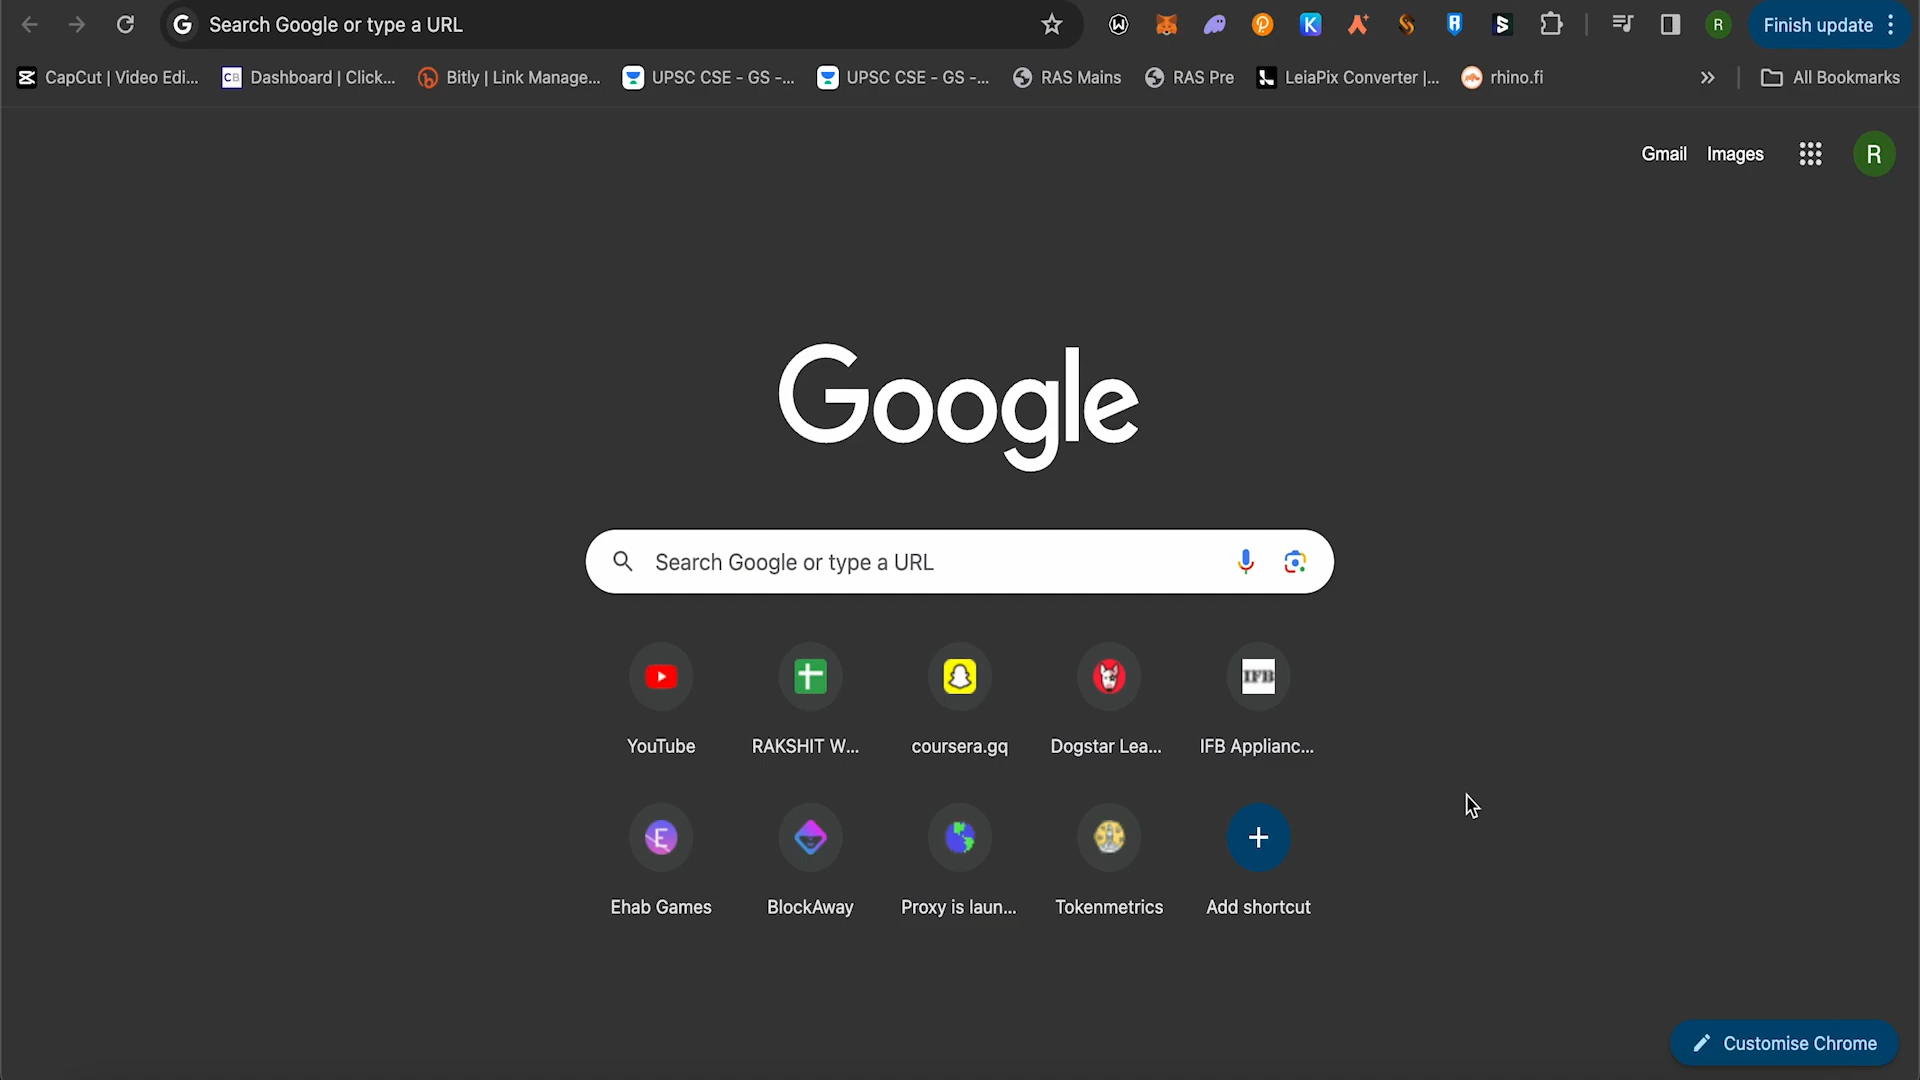 Search Google or type a URL
R
Finish update
CapCut | Video Edi...
CB Dashboard | Click...
Bitly | Link Manage...
UPSC CSE - GS -...
UPSC CSE - GS -...
RAS Mains
RAS Pre
LeiaPix Converter |...
rhino.fi
»
All Bookmarks
Gmail
Images
R
Google
Search Google or type a URL
IFB
YouTube
RAKSHIT W...
coursera.gq
Dogstar Lea...
IFB Applianc...
E
Ehab Games
BlockAway
Proxy is laun...
Tokenmetrics
Add shortcut
Customise Chrome